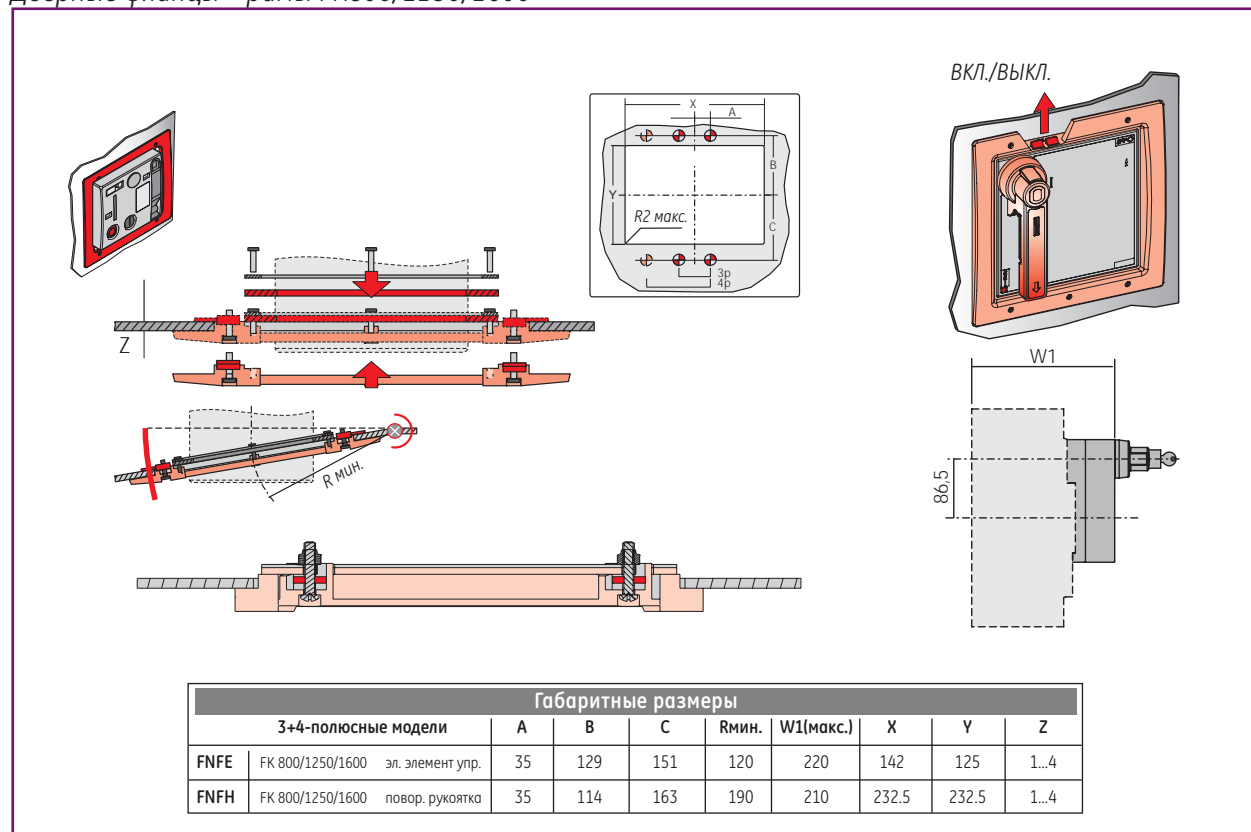 ВКЛ./ВЫКЛ.
X
A
B
Y
R2 макс.
C
3p
4p
Z
W1
R мин.
86,5
Габаритные размеры
3+4-полюсные модели A B C Rмин. W1(макс.) X Y Z
FNFE FK 800/1250/1600 эл. элемент упр. 35 129 151 120 220 142 125 1...4
FNFH FK 800/1250/1600 повор. рукоятка 35 114 163 190 210 232.5 232.5 1...4